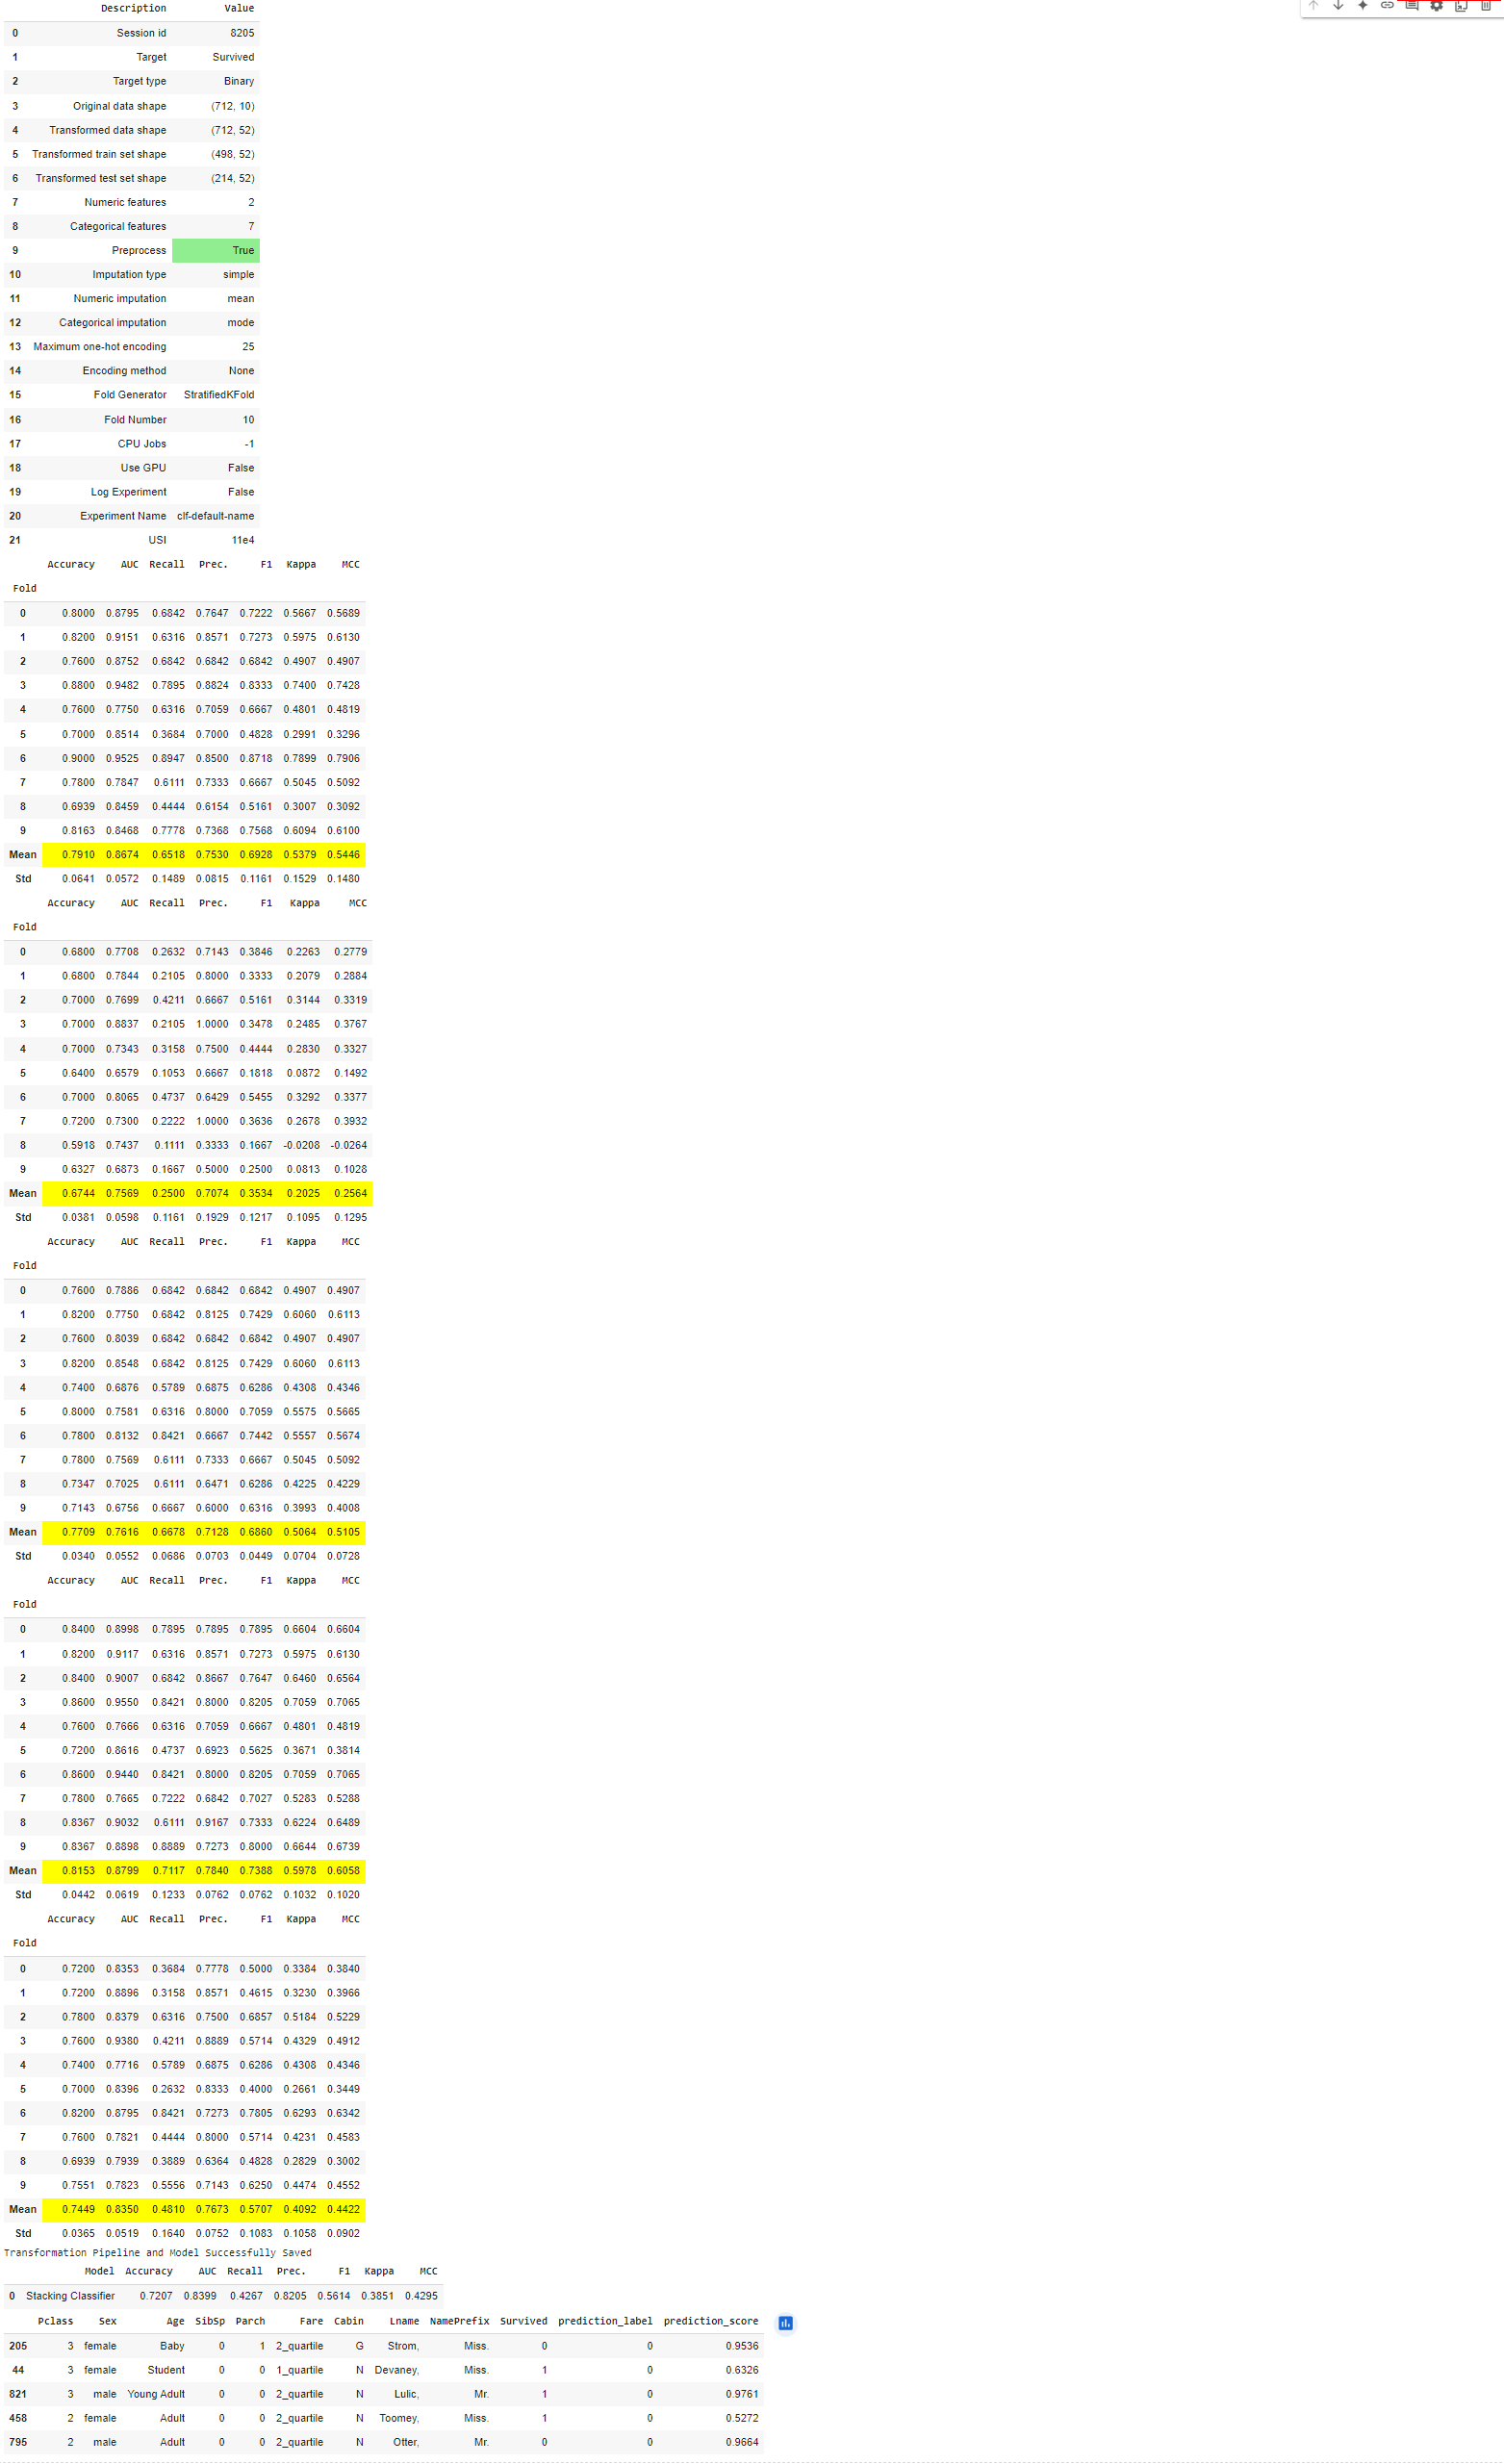 Description Value
0 Session id 8205
1 Target Survived
2 Target type Binary
3 Original data shape (712, 10)
4 Transformed data shape (712, 52)
5 Transformed train set shape (498, 52)
6 Transformed test set shape (214, 52)
7 Numeric features 2
8 Categorical features 7
9 Preprocess True
10 Imputation type simple
11 Numeric imputation mean
12 Categorical imputation mode
13 Maximum one-hot encoding 25
14 Encoding method None
15 Fold Generator StratifiedKFold
16 Fold Number 10
17 CPU Jobs -1
18 Use GPU False
19 Log Experiment False
20 Experiment Name clf-default-name
21 USI 11e4
Accuracy AUC Recall Prec. F1 Kappa MCC
Fold
0 0.8000 0.8795 0.6842 0.7647 0.7222 0.5667 0.5689
1 0.8200 0.9151 0.6316 0.8571 0.7273 0.5975 0.6130
2 0.7600 0.8752 0.6842 0.6842 0.6842 0.4907 0.4907
3 0.8800 0.9482 0.7895 0.8824 0.8333 0.7400 0.7428
4 0.7600 0.7750 0.6316 0.7059 0.6667 0.4801 0.4819
5 0.7000 0.8514 0.3684 0.7000 0.4828 0.2991 0.3296
6 0.9000 0.9525 0.8947 0.8500 0.8718 0.7899 0.7906
7 0.7800 0.7847 0.6111 0.7333 0.6667 0.5045 0.5092
8 0.6939 0.8459 0.4444 0.6154 0.5161 0.3007 0.3092
9 0.8163 0.8468 0.7778 0.7368 0.7568 0.6094 0.6100
Mean 0.7910 0.8674 0.6518 0.7530 0.6928 0.5379 0.5446
Std 0.0641 0.0572 0.1489 0.0815 0.1161 0.1529 0.1480
Accuracy AUC Recall Prec. F1 Kappa MCC
Fold
0 0.6800 0.7708 0.2632 0.7143 0.3846 0.2263 0.2779
1 0.6800 0.7844 0.2105 0.8000 0.3333 0.2079 0.2884
2 0.7000 0.7699 0.4211 0.6667 0.5161 0.3144 0.3319
3 0.7000 0.8837 0.2105 1.0000 0.3478 0.2485 0.3767
4 0.7000 0.7343 0.3158 0.7500 0.4444 0.2830 0.3327
5 0.6400 0.6579 0.1053 0.6667 0.1818 0.0872 0.1492
6 0.7000 0.8065 0.4737 0.6429 0.5455 0.3292 0.3377
7 0.7200 0.7300 0.2222 1.0000 0.3636 0.2678 0.3932
8 0.5918 0.7437 0.1111 0.3333 0.1667 -0.0208 -0.0264
9 0.6327 0.6873 0.1667 0.5000 0.2500 0.0813 0.1028
Mean 0.6744 0.7569 0.2500 0.7074 0.3534 0.2025 0.2564
Std 0.0381 0.0598 0.1161 0.1929 0.1217 0.1095 0.1295
Accuracy AUC Recall Prec. F1 Kappa MCC
Fold
0 0.7600 0.7886 0.6842 0.6842 0.6842 0.4907 0.4907
1 0.8200 0.7750 0.6842 0.8125 0.7429 0.6060 0.6113
2 0.7600 0.8039 0.6842 0.6842 0.6842 0.4907 0.4907
3 0.8200 0.8548 0.6842 0.8125 0.7429 0.6060 0.6113
4 0.7400 0.6876 0.5789 0.6875 0.6286 0.4308 0.4346
5 0.8000 0.7581 0.6316 0.8000 0.7059 0.5575 0.5665
6 0.7800 0.8132 0.8421 0.6667 0.7442 0.5557 0.5674
7 0.7800 0.7569 0.6111 0.7333 0.6667 0.5045 0.5092
8 0.7347 0.7025 0.6111 0.6471 0.6286 0.4225 0.4229
9 0.7143 0.6756 0.6667 0.6000 0.6316 0.3993 0.4008
Mean 0.7709 0.7616 0.6678 0.7128 0.6860 0.5064 0.5105
Std 0.0340 0.0552 0.0686 0.0703 0.0449 0.0704 0.0728
Accuracy AUC Recall Prec. F1 Kappa MCC
Fold
0 0.8400 0.8998 0.7895 0.7895 0.7895 0.6604 0.6604
1 0.8200 0.9117 0.6316 0.8571 0.7273 0.5975 0.6130
2 0.8400 0.9007 0.6842 0.8667 0.7647 0.6460 0.6564
3 0.8600 0.9550 0.8421 0.8000 0.8205 0.7059 0.7065
4 0.7600 0.7666 0.6316 0.7059 0.6667 0.4801 0.4819
5 0.7200 0.8616 0.4737 0.6923 0.5625 0.3671 0.3814
6 0.8600 0.9440 0.8421 0.8000 0.8205 0.7059 0.7065
7 0.7800 0.7665 0.7222 0.6842 0.7027 0.5283 0.5288
8 0.8367 0.9032 0.6111 0.9167 0.7333 0.6224 0.6489
9 0.8367 0.8898 0.8889 0.7273 0.8000 0.6644 0.6739
Mean 0.8153 0.8799 0.7117 0.7840 0.7388 0.5978 0.6058
Std 0.0442 0.0619 0.1233 0.0762 0.0762 0.1032 0.1020
Accuracy AUC Recall Prec. F1 Kappa MCC
Fold
0 0.7200 0.8353 0.3684 0.7778 0.5000 0.3384 0.3840
1 0.7200 0.8896 0.3158 0.8571 0.4615 0.3230 0.3966
2 0.7800 0.8379 0.6316 0.7500 0.6857 0.5184 0.5229
3 0.7600 0.9380 0.4211 0.8889 0.5714 0.4329 0.4912
4 0.7400 0.7716 0.5789 0.6875 0.6286 0.4308 0.4346
5 0.7000 0.8396 0.2632 0.8333 0.4000 0.2661 0.3449
6 0.8200 0.8795 0.8421 0.7273 0.7805 0.6293 0.6342
7 0.7600 0.7821 0.4444 0.8000 0.5714 0.4231 0.4583
8 0.6939 0.7939 0.3889 0.6364 0.4828 0.2829 0.3002
9 0.7551 0.7823 0.5556 0.7143 0.6250 0.4474 0.4552
Mean 0.7449 0.8350 0.4810 0.7673 0.5707 0.4092 0.4422
Std 0.0365 0.0519 0.1640 0.0752 0.1083 0.1058 0.0902
Transformation Pipeline and Model Successfully Saved
Model Accuracy AUC Recall Prec. F1 Kappa MCC
0 Stacking Classifier 0.7207 0.8399 0.4267 0.8205 0.5614 0.3851 0.4295
Pclass Sex Age SibSp Parch Fare Cabin Lname NamePrefix Survived prediction_label prediction_score
205 3 female Baby 0 1 2_quartile G Strom, Miss. 0 0 0.9536
44 3 female Student 0 0 1_quartile N Devaney, Miss. 1 0 0.6326
821 3 male Young Adult 0 0 2_quartile N Lulic, Mr. 1 0 0.9761
458 2 female Adult 0 0 2_quartile N Toomey, Miss. 1 0 0.5272
795 2 male Adult 0 0 2_quartile N Otter, Mr. 0 0 0.9664